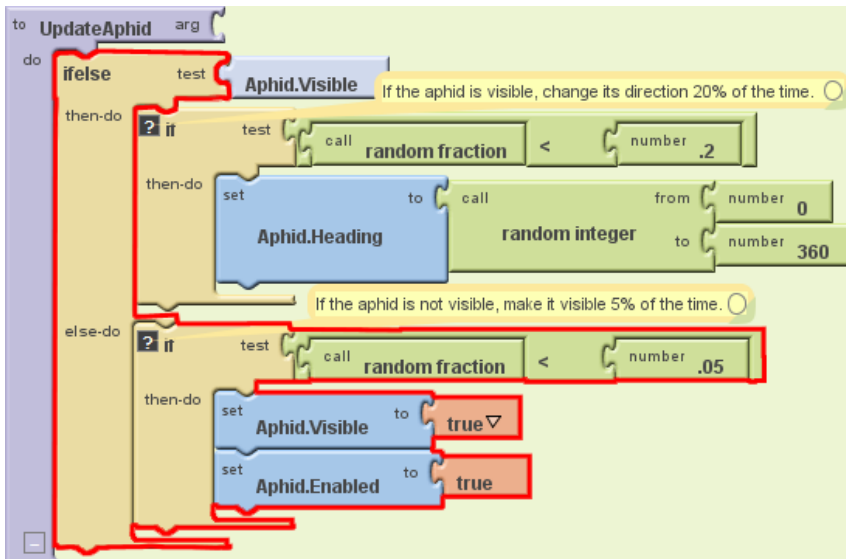 to UpdateAphid arg
do ifelse test Aphid.Visible
If the aphid is visible, change its direction 20% of the time.
then-do ? if test call random fraction < number .2
then-do set Aphid.Heading to call random integer from number 0
to number 360
If the aphid is not visible, make it visible 5% of the time.
else-do ? if test call random fraction < number .05
then-do set Aphid.Visible to true
set Aphid.Enabled to true